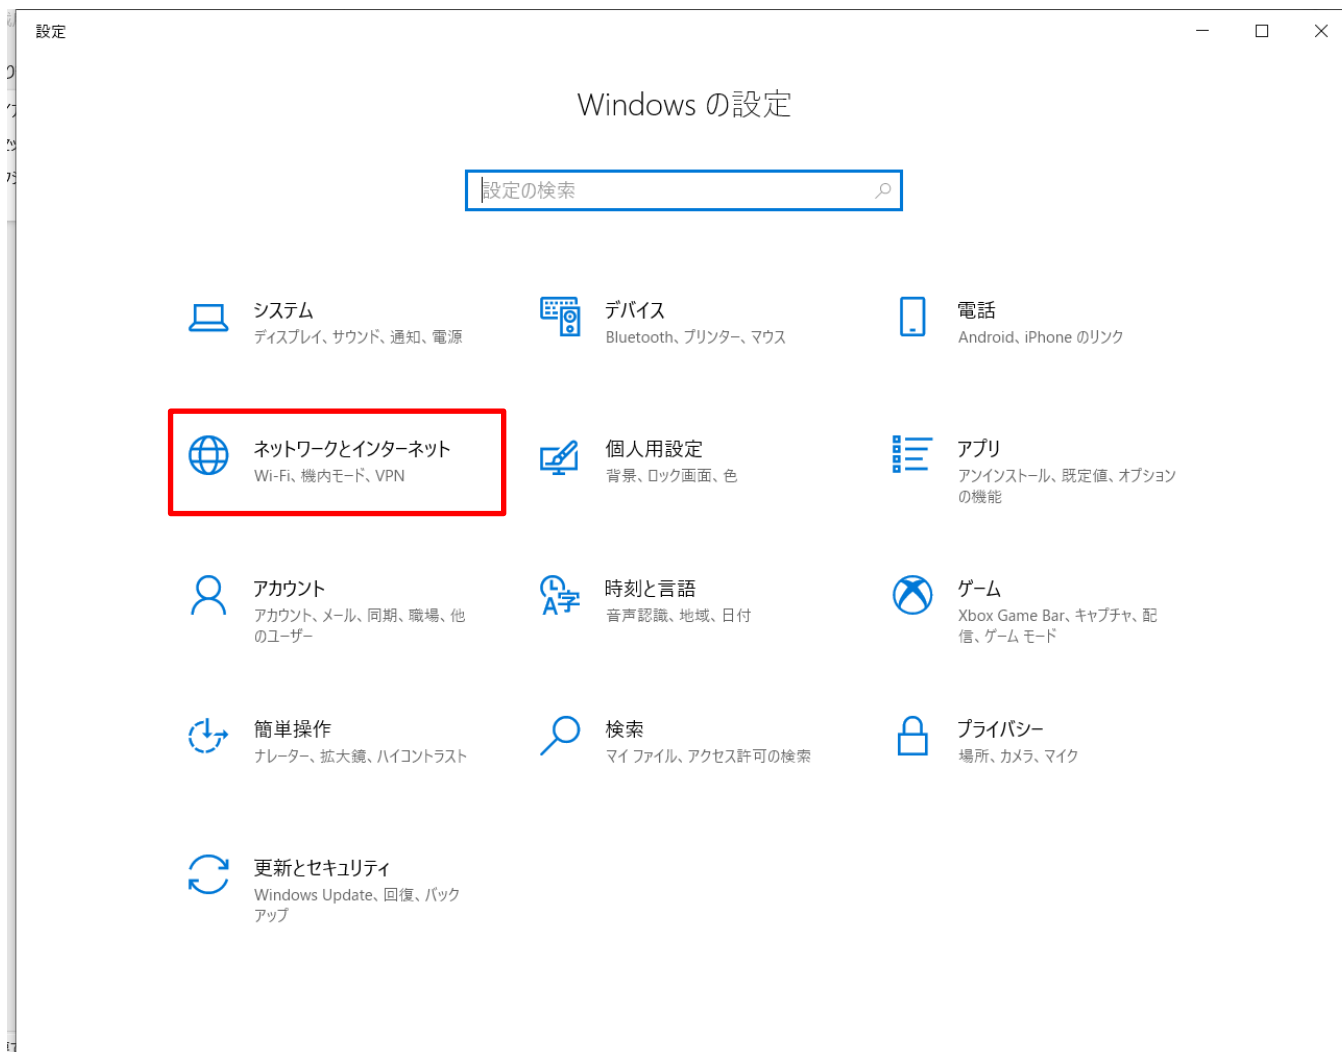 設定
Windows の設定
設定の検索
システム
ディスプレイ、サウンド、通知、電源
デバイス
Bluetooth、プリンター、マウス
電話
Android、iPhone のリンク
ネットワークとインターネット
Wi-Fi、機内モード、VPN
個人用設定
背景、ロック画面、色
アプリ
アンインストール、既定値、オプション
の機能
アカウント
アカウント、メール、同期、職場、他
のユーザー
時刻と言語
音声認識、地域、日付
ゲーム
Xbox Game Bar、キャプチャ、配
信、ゲーム モード
簡単操作
ナレーター、拡大鏡、ハイコントラスト
検索
マイ ファイル、アクセス許可の検索
プライバシー
場所、カメラ、マイク
更新とセキュリティ
Windows Update、回復、バック
アップ